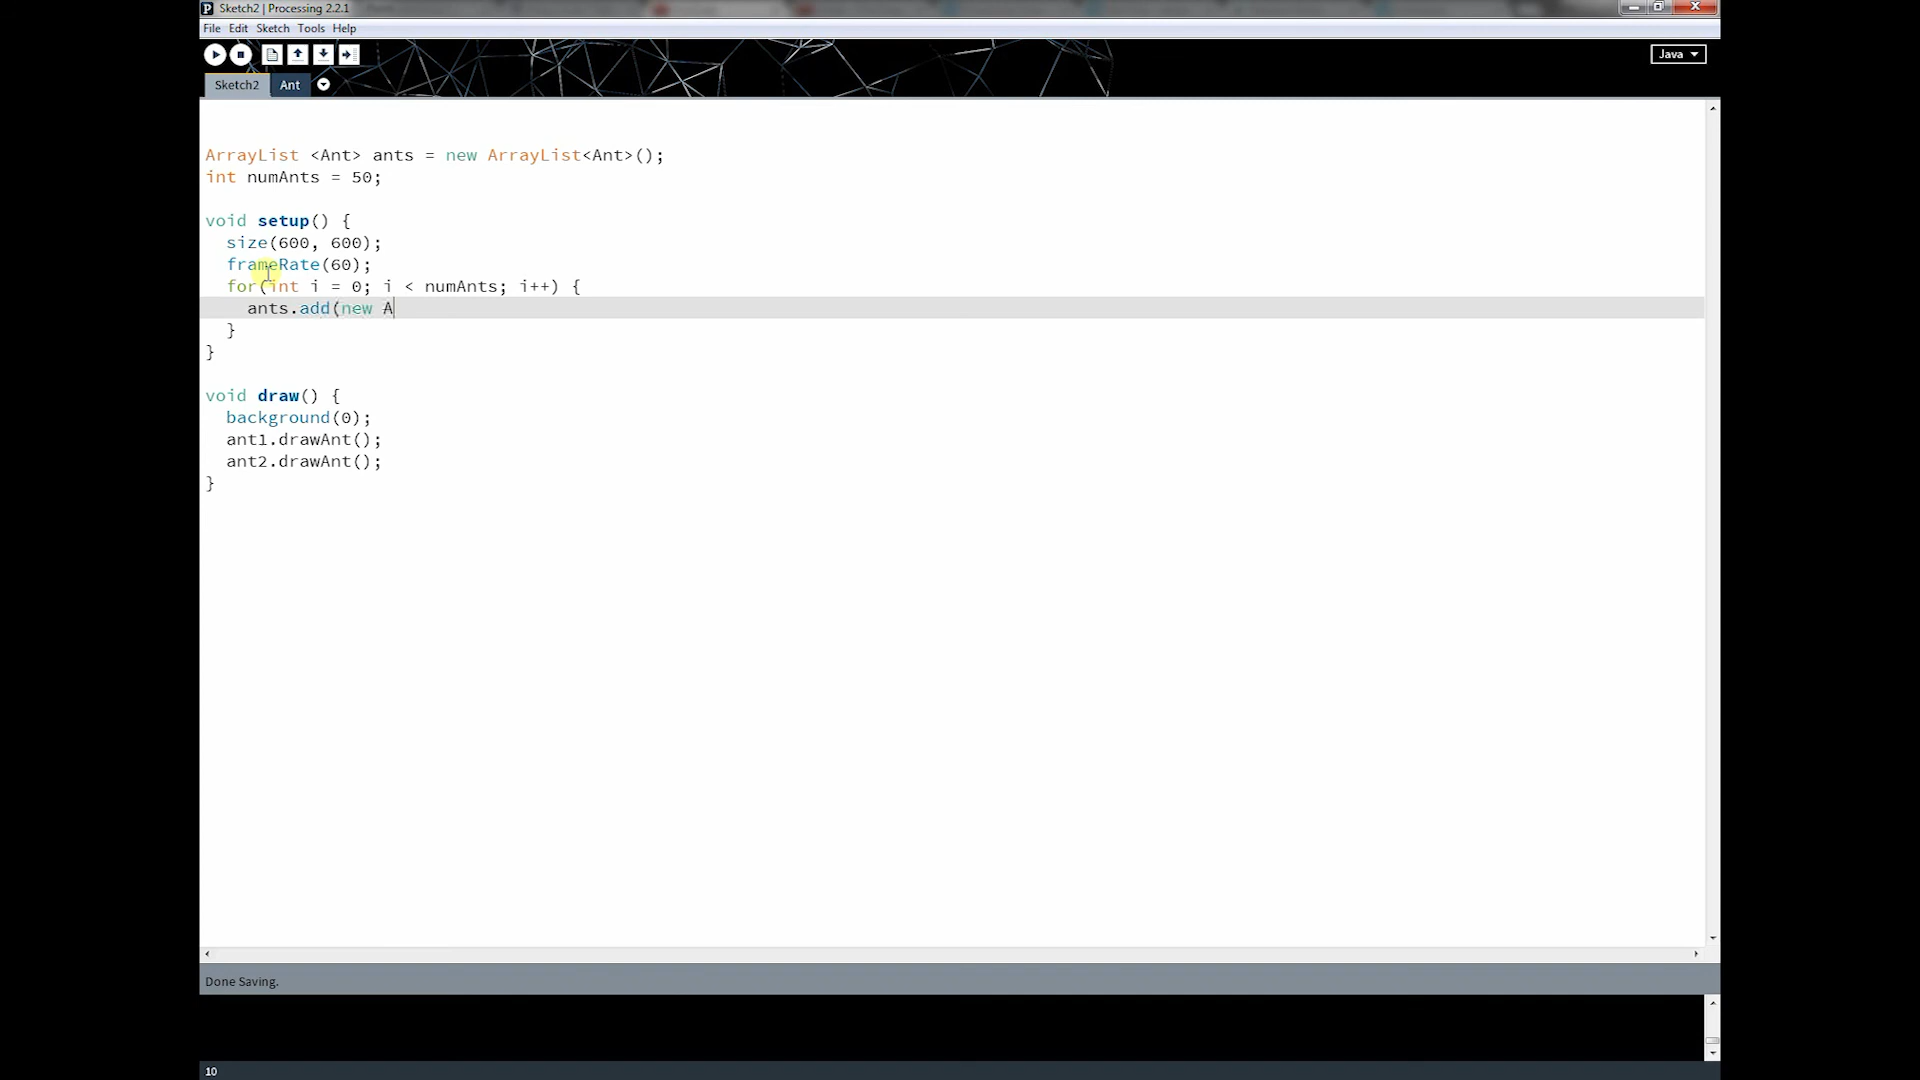 Sketch2 | Processing 2.2.1
File Edit Sketch Tools Help
Java
Sketch2 Ant
ArrayList <Ant> ants = new ArrayList<Ant>();
int numAnts = 50;
void setup() {
  size(600, 600);
  frameRate(60);
  for(int i = 0; i < numAnts; i++) {
    ants.add(new A
  }
}
void draw() {
  background(0);
  ant1.drawAnt();
  ant2.drawAnt();
}
Done Saving.
10